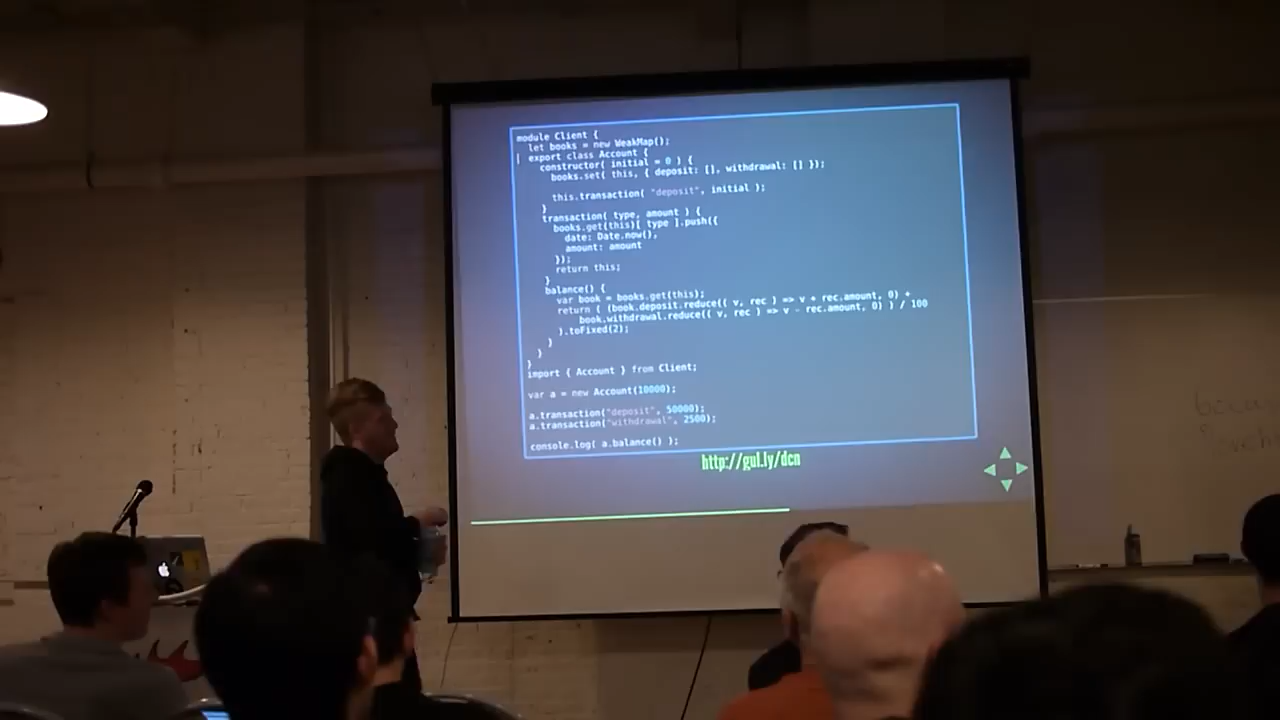 module Client {
let books = new WeakMap();
export class Account {
constructor( initial = 0 ) {
books.set( this, { deposit: [], withdrawal: [] });
this.transaction( "deposit", initial );
}
transaction( type, amount ) {
books.get(this)[ type ].push({
date: Date.now(),
amount: amount
});
return this;
}
balance() {
var book = books.get(this);
return ( (book.deposit.reduce(( v, rec ) => v + rec.amount, 0) +
book.withdrawal.reduce(( v, rec ) => v - rec.amount, 0) ) / 100
).toFixed(2);
}
}
}
import { Account } from Client;
var a = new Account(10000);
a.transaction("deposit", 50000);
a.transaction("withdrawal", 2500);
console.log( a.balance() );
http://gul.ly/dcn